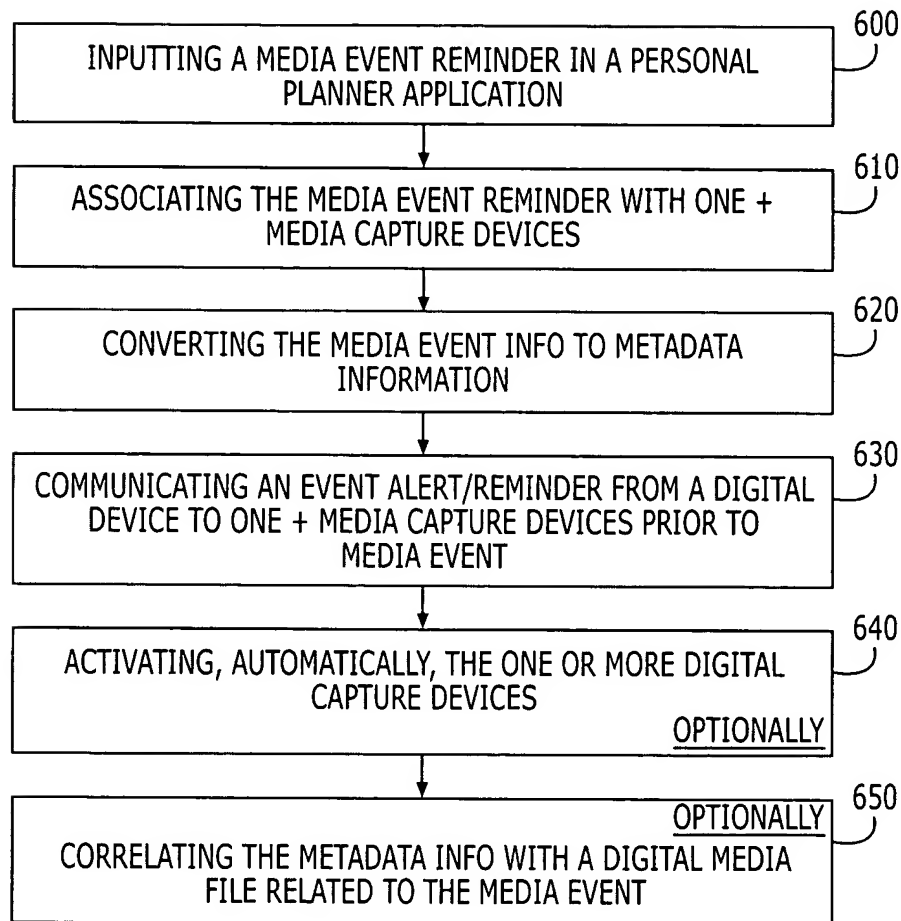 600
INPUTTING A MEDIA EVENT REMINDER IN A PERSONAL
PLANNER APPLICATION
610
ASSOCIATING THE MEDIA EVENT REMINDER WITH ONE +
MEDIA CAPTURE DEVICES
620
CONVERTING THE MEDIA EVENT INFO TO METADATA
INFORMATION
630
COMMUNICATING AN EVENT ALERT/REMINDER FROM A DIGITAL
DEVICE TO ONE + MEDIA CAPTURE DEVICES PRIOR TO
MEDIA EVENT
640
ACTIVATING, AUTOMATICALLY, THE ONE OR MORE DIGITAL
CAPTURE DEVICES
OPTIONALLY
650
OPTIONALLY
CORRELATING THE METADATA INFO WITH A DIGITAL MEDIA
FILE RELATED TO THE MEDIA EVENT